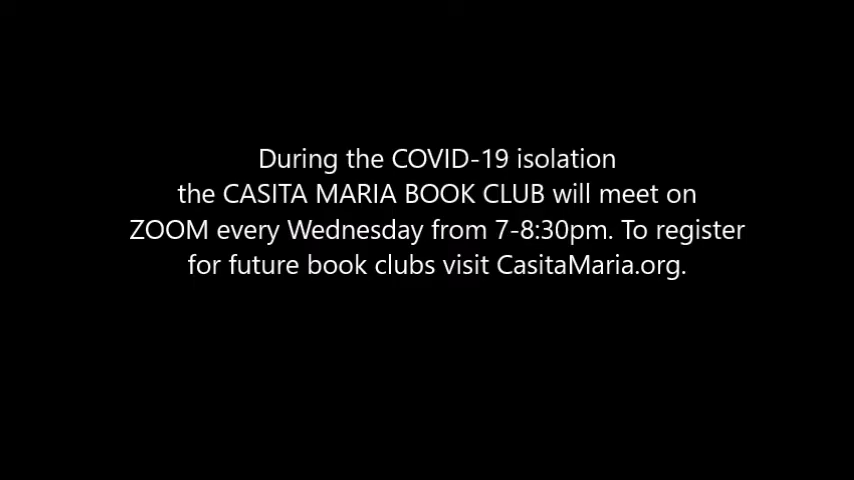 During the COVID-19 isolation
the CASITA MARIA BOOK CLUB will meet on
ZOOM every Wednesday from 7-8:30pm. To register
for future book clubs visit CasitaMaria.org.